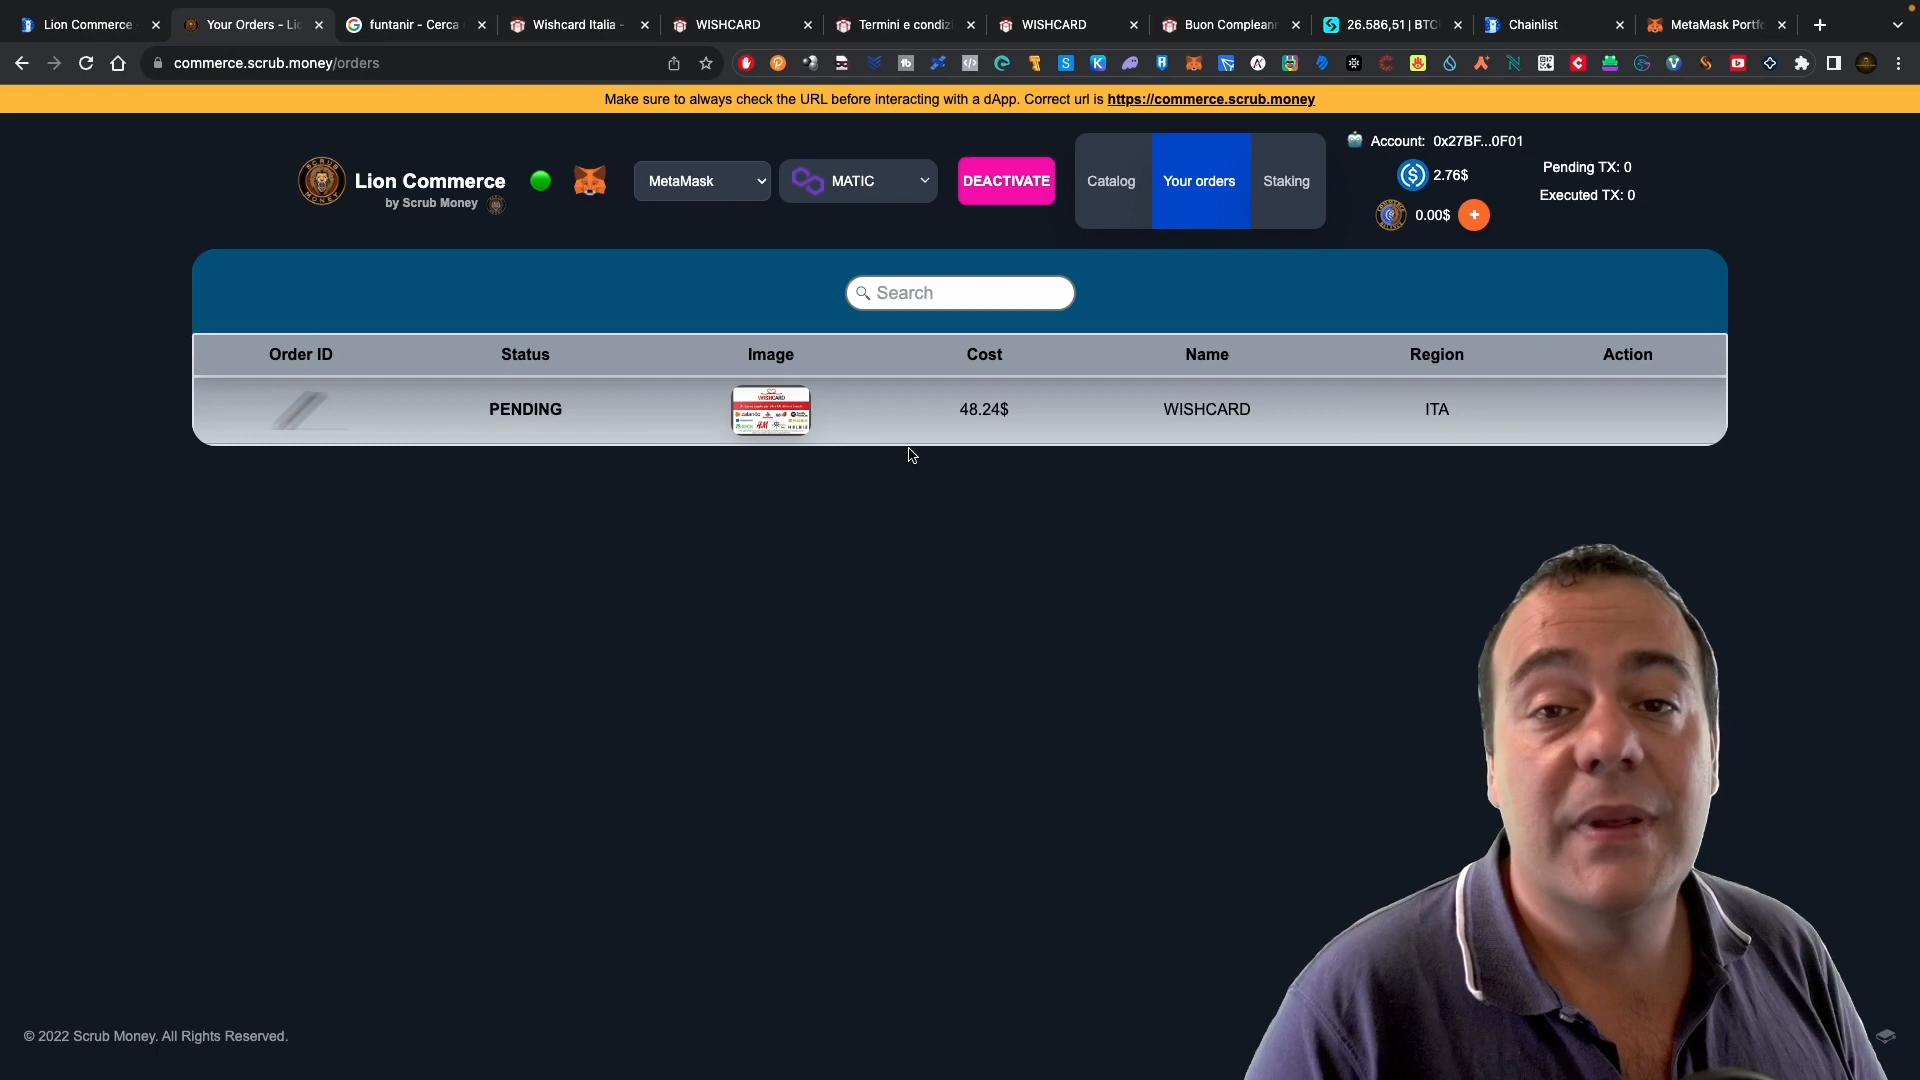 Lion Commerce
Your Orders - Lio
funtanir - Cerca
Wishcard Italia -
WISHCARD
Termini e condizi
WISHCARD
Buon Complean
26.586,51 | BTC
Chainlist
MetaMask Portfo
commerce.scrub.money/orders
Make sure to always check the URL before interacting with a dApp. Correct url is https://commerce.scrub.money
Lion Commerce
by Scrub Money
MetaMask
MATIC
DEACTIVATE
Catalog
Your orders
Staking
Account: 0x27BF...0F01
2.76$
0.00$
+
Pending TX: 0
Executed TX: 0
Search
Order ID Status Image Cost Name Region Action
PENDING
WISHCARD
H&M
48.24$
WISHCARD
ITA
© 2022 Scrub Money. All Rights Reserved.